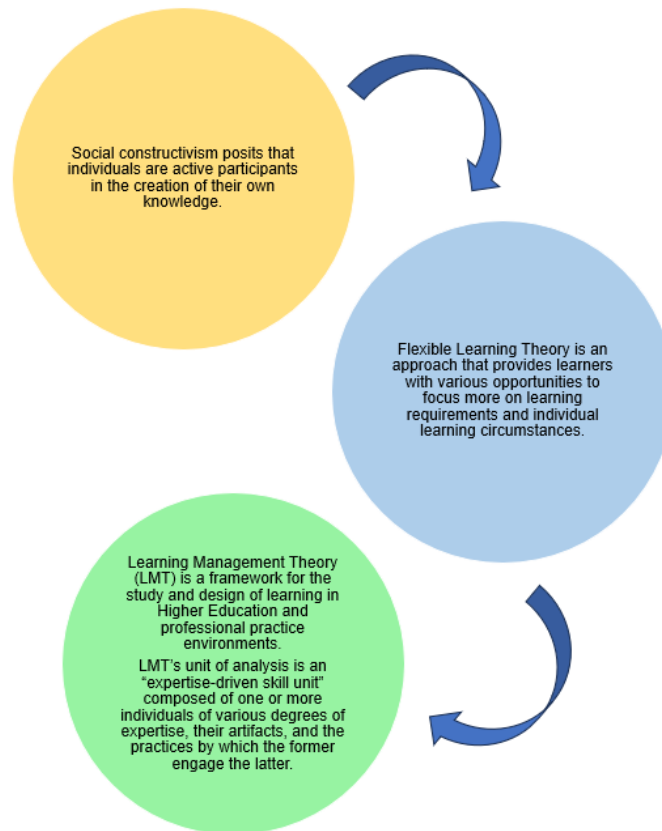 Social constructivism posits that
individuals are active participants
in the creation of their own
knowledge.
Flexible Learning Theory is an
approach that provides learners
with various opportunities to
focus more on learning
requirements and individual
learning circumstances.
Learning Management Theory
(LMT) is a framework for the
study and design of learning in
Higher Education and
professional practice
environments.
LMT’s unit of analysis is an
“expertise-driven skill unit”
composed of one or more
individuals of various degrees of
expertise, their artifacts, and the
practices by which the former
engage the latter.